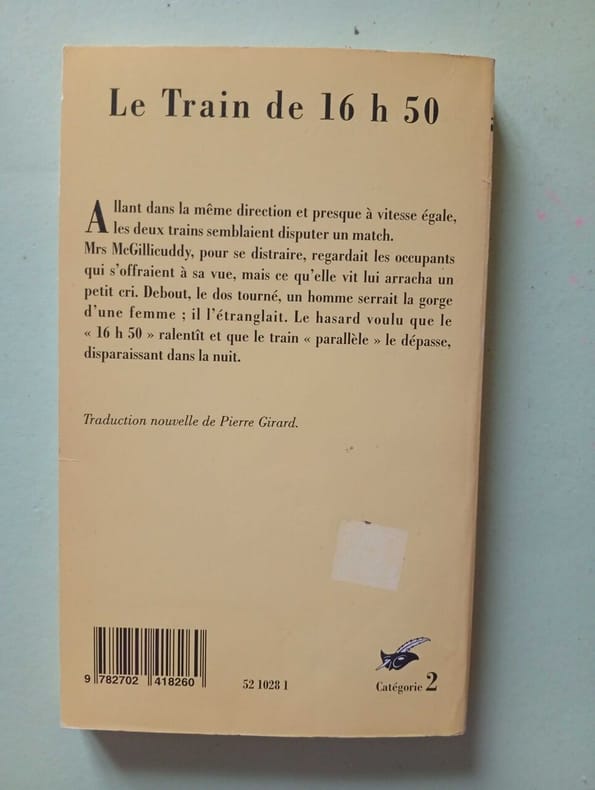 Le Train de 16 h 50
Allant dans la même direction et presque à vitesse égale,
les deux trains semblaient disputer un match.
Mrs McGillicuddy, pour se distraire, regardait les occupants
qui s'offraient à sa vue, mais ce qu'elle vit lui arracha un
petit cri. Debout, le dos tourné, un homme serrait la gorge
d'une femme ; il l'étranglait. Le hasard voulu que le
« 16 h 50 » ralentît et que le train « parallèle » le dépasse,
disparaissant dans la nuit.
Traduction nouvelle de Pierre Girard.
9 782702 418260
52 1028 1
Catégorie 2